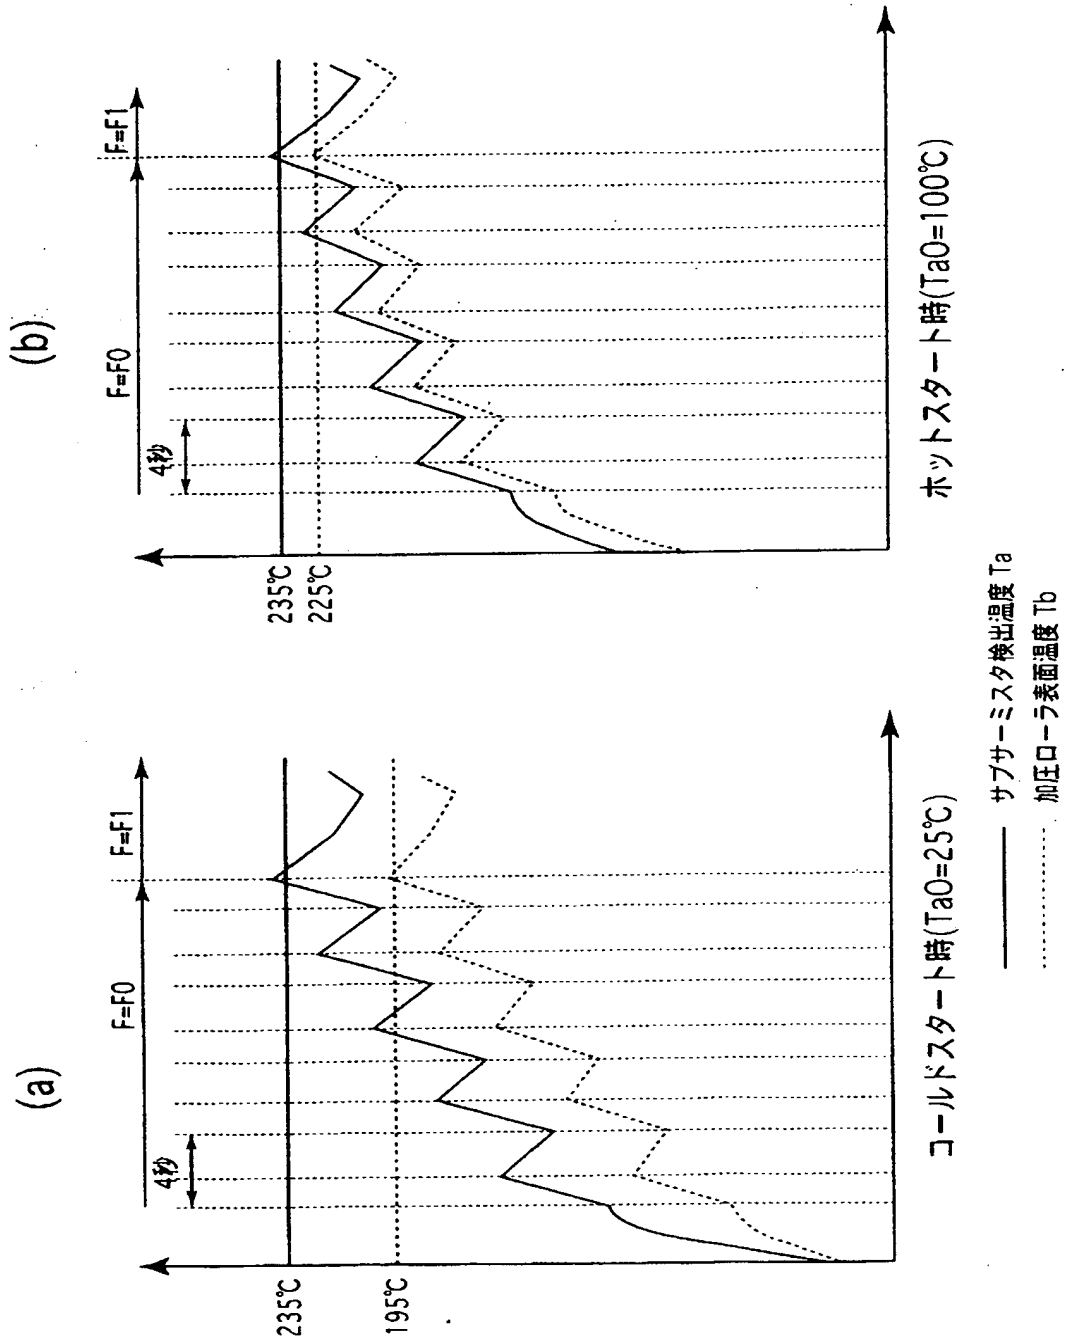 (a)
4秒
F=F0
F=F1
235℃
195℃
コールドスタート時(Ta0=25℃)
(b)
4秒
F=F0
F=F1
235℃
225℃
ホットスタート時(Ta0=100℃)
サブサーミスタ検出温度 Ta
加圧ローラ表面温度 Tb